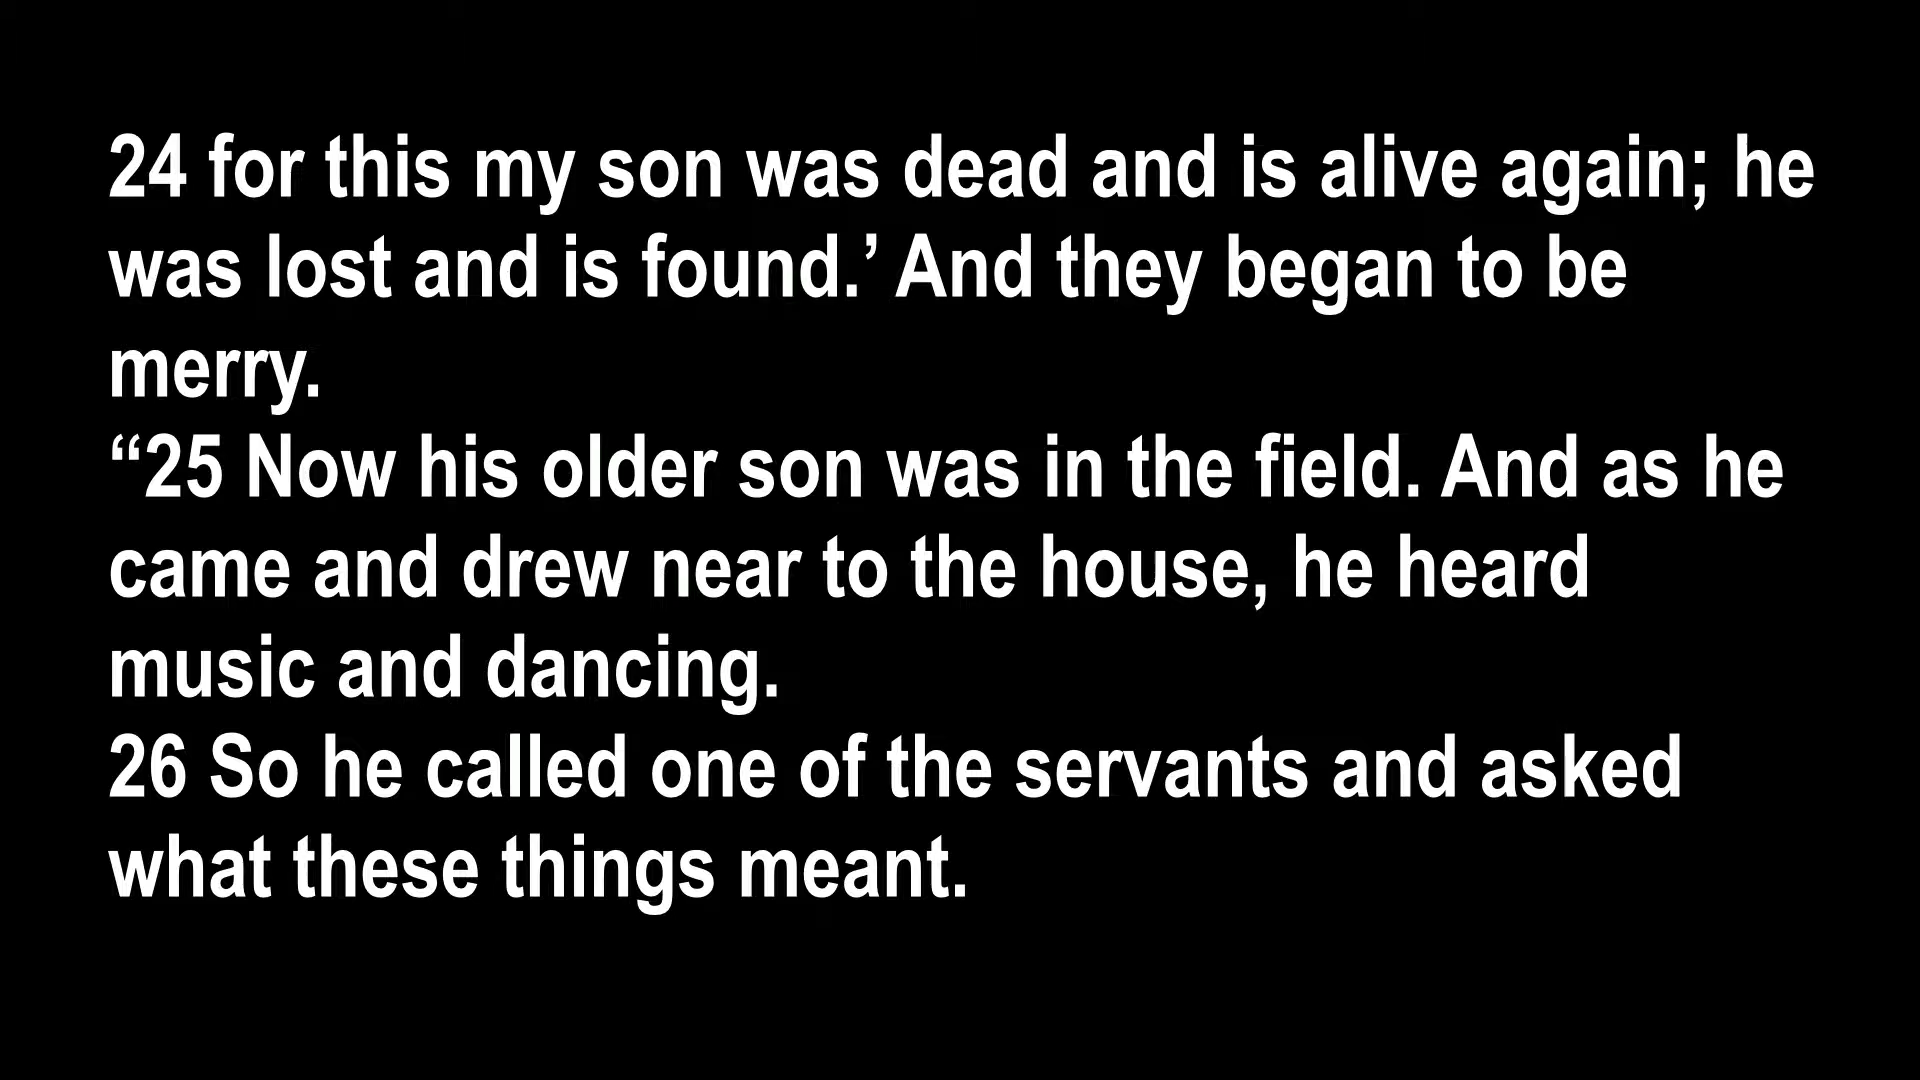 24 for this my son was dead and is alive again; he
was lost and is found.’ And they began to be
merry.
“25 Now his older son was in the field. And as he
came and drew near to the house, he heard
music and dancing.
26 So he called one of the servants and asked
what these things meant.